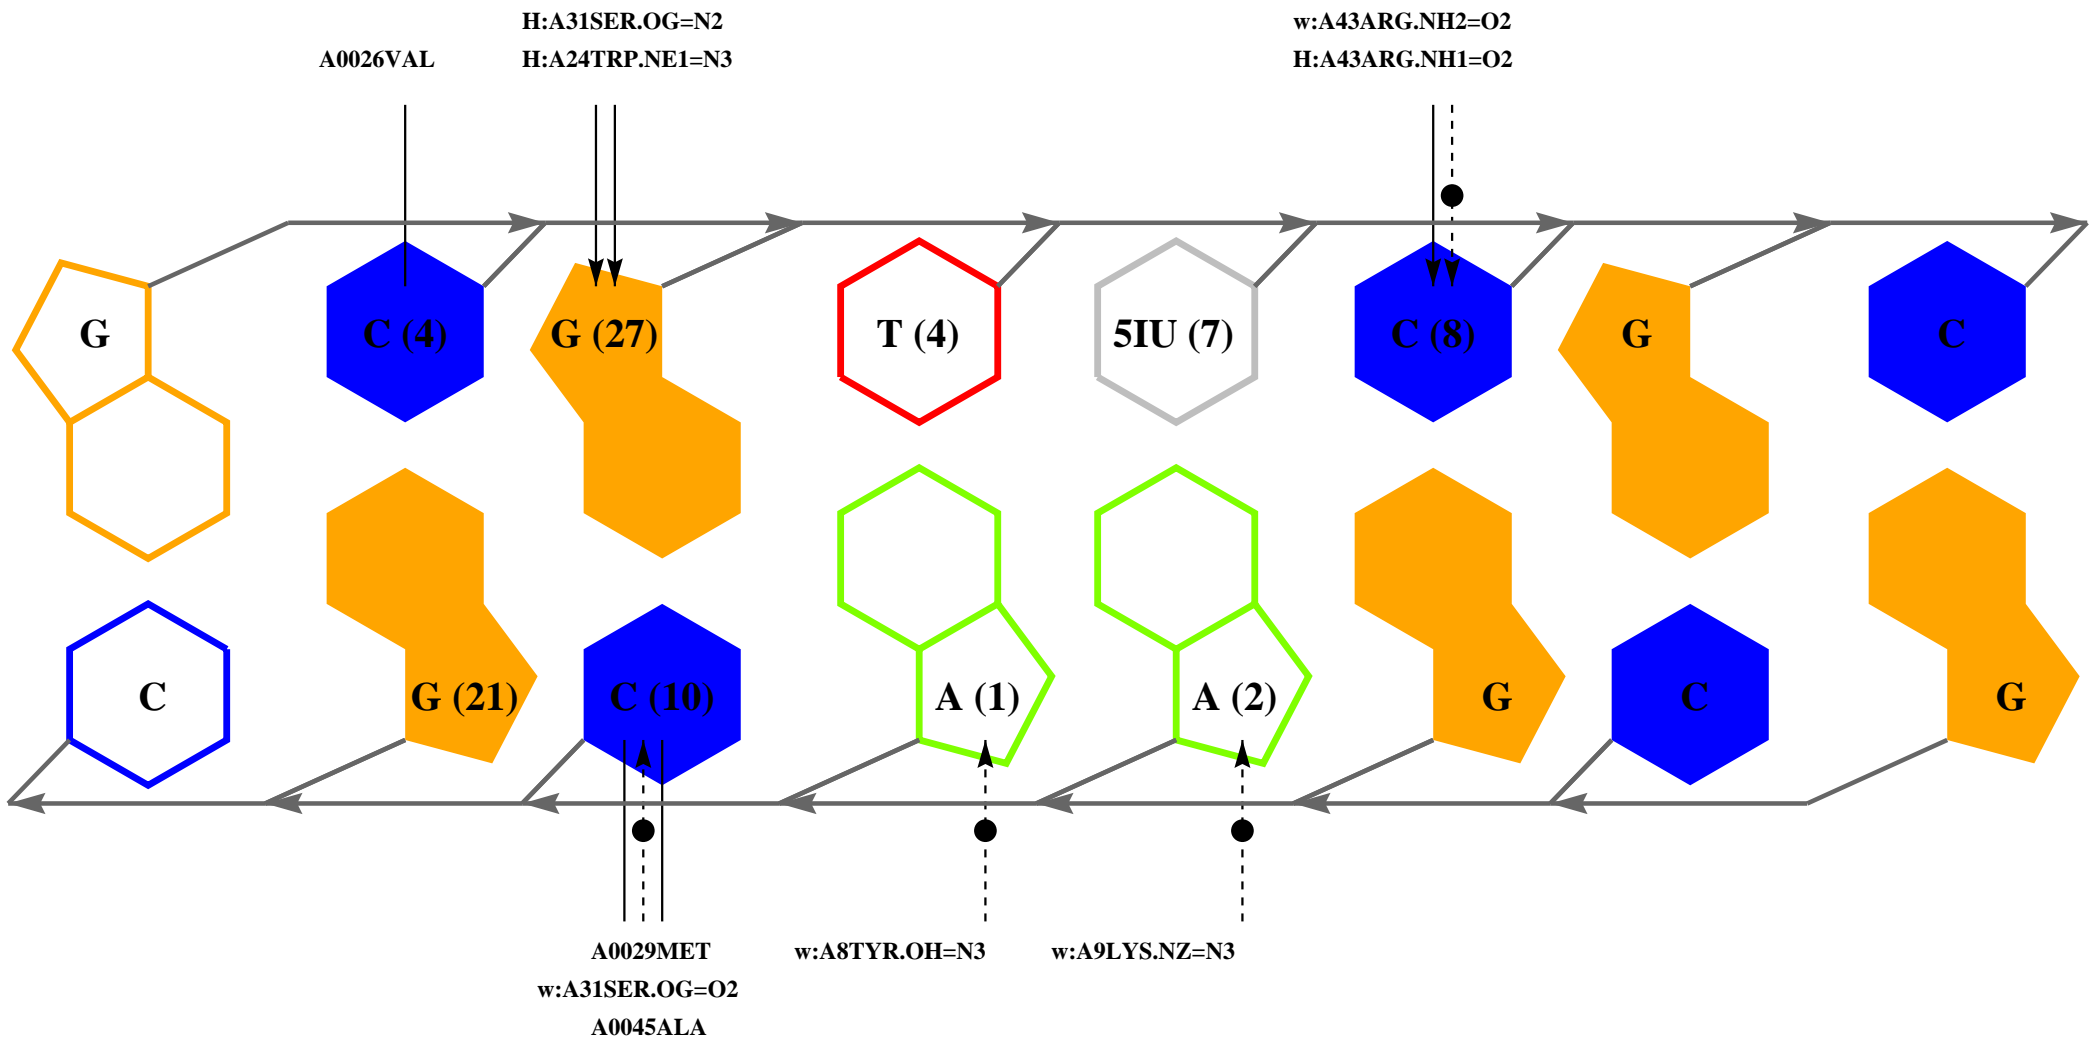 H:A31SER.OG=N2
w:A43ARG.NH2=O2
A0026VAL
H:A24TRP.NE1=N3
H:A43ARG.NH1=O2
G
C (4)
G (27)
T (4)
5IU (7)
C (8)
G
C
C
G (21)
C (10)
A (1)
A (2)
G
C
G
A0029MET
w:A8TYR.OH=N3
w:A9LYS.NZ=N3
w:A31SER.OG=O2
A0045ALA